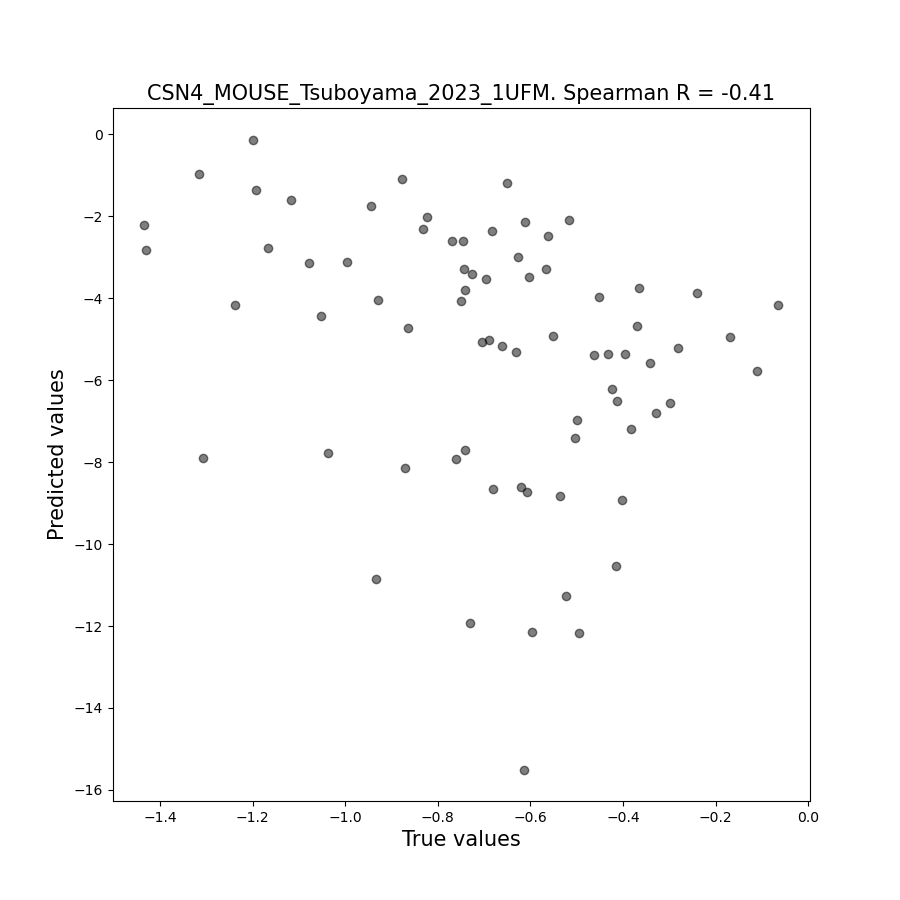 CSN4_MOUSE_Tsuboyama_2023_1UFM. Spearman R = -0.41
0
−2
−4
−6
−8
−10
−12
−14
−16
Predicted values
−1.4 −1.2 −1.0 −0.8 −0.6 −0.4 −0.2 0.0
True values